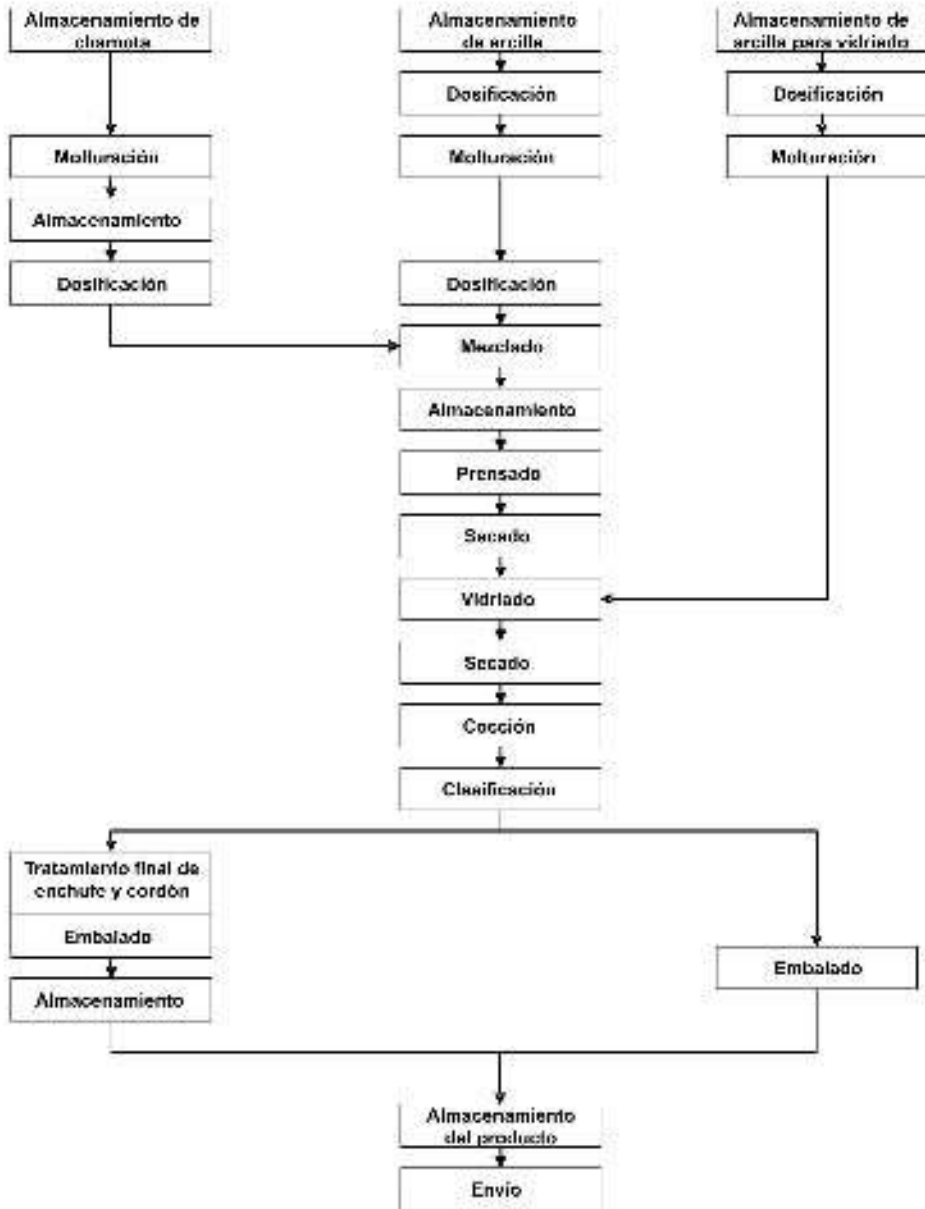 Almacenamiento de
chamota
Almacenamiento
de arcilla
Almacenamiento de
arcilla para vidriado
Dosificación
Dosificación
Molturación
Molturación
Molturación
Almacenamiento
Dosificación
Dosificación
Mezclado
Almacenamiento
Prensado
Secado
Vidriado
Secado
Cocción
Clasificación
Tratamiento final de
enchufe y cordón
Embalado
Embalado
Almacenamiento
Almacenamiento
del producto
Envío